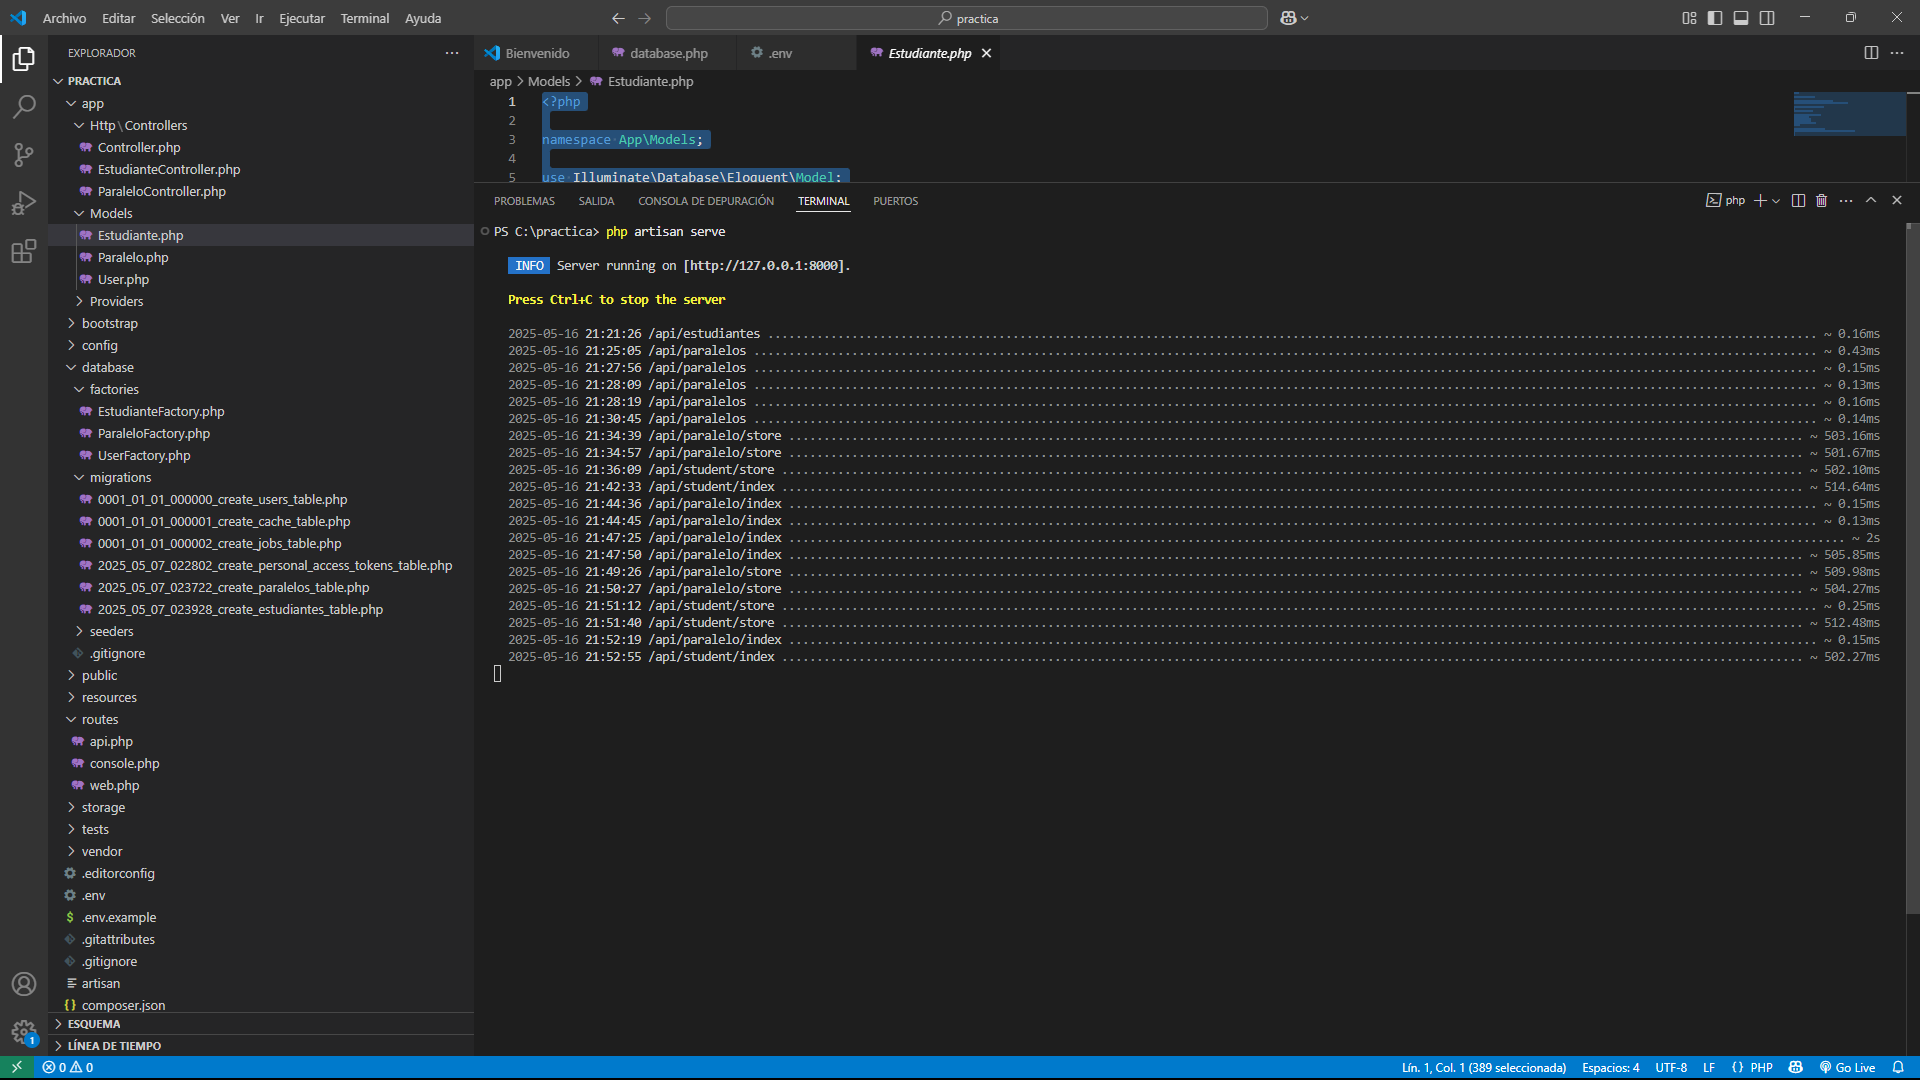 Archivo Editar Selección Ver Ir Ejecutar Terminal Ayuda
practica
EXPLORADOR
PRACTICA
app
Http\Controllers
Controller.php
EstudianteController.php
ParaleloController.php
Models
Estudiante.php
Paralelo.php
User.php
Providers
bootstrap
config
database
factories
EstudianteFactory.php
ParaleloFactory.php
UserFactory.php
migrations
0001_01_01_000000_create_users_table.php
0001_01_01_000001_create_cache_table.php
0001_01_01_000002_create_jobs_table.php
2025_05_07_022802_create_personal_access_tokens_table.php
2025_05_07_023722_create_paralelos_table.php
2025_05_07_023928_create_estudiantes_table.php
seeders
.gitignore
public
resources
routes
api.php
console.php
web.php
storage
tests
vendor
.editorconfig
.env
.env.example
.gitattributes
.gitignore
artisan
composer.json
ESQUEMA
LÍNEA DE TIEMPO
Bienvenido database.php .env Estudiante.php
app > Models > Estudiante.php
1 <?php
2
3 namespace App\Models;
4
5 use Illuminate\Database\Eloquent\Model;
PROBLEMAS SALIDA CONSOLA DE DEPURACIÓN TERMINAL PUERTOS
php
PS C:\practica> php artisan serve
INFO Server running on [http://127.0.0.1:8000].
Press Ctrl+C to stop the server
2025-05-16 21:21:26 /api/estudiantes ........ ~ 0.16ms
2025-05-16 21:25:05 /api/paralelos ........ ~ 0.43ms
2025-05-16 21:27:56 /api/paralelos ........ ~ 0.15ms
2025-05-16 21:28:09 /api/paralelos ........ ~ 0.13ms
2025-05-16 21:28:19 /api/paralelos ........ ~ 0.16ms
2025-05-16 21:30:45 /api/paralelos ........ ~ 0.14ms
2025-05-16 21:34:39 /api/paralelo/store ........ ~ 503.16ms
2025-05-16 21:34:57 /api/paralelo/store ........ ~ 501.67ms
2025-05-16 21:36:09 /api/student/store ........ ~ 502.10ms
2025-05-16 21:42:33 /api/student/index ........ ~ 514.64ms
2025-05-16 21:44:36 /api/paralelo/index ........ ~ 0.15ms
2025-05-16 21:44:45 /api/paralelo/index ........ ~ 0.13ms
2025-05-16 21:47:25 /api/paralelo/index ........ ~ 2s
2025-05-16 21:47:50 /api/paralelo/index ........ ~ 505.85ms
2025-05-16 21:49:26 /api/paralelo/store ........ ~ 509.98ms
2025-05-16 21:50:27 /api/paralelo/store ........ ~ 504.27ms
2025-05-16 21:51:12 /api/student/store ........ ~ 0.25ms
2025-05-16 21:51:40 /api/student/store ........ ~ 512.48ms
2025-05-16 21:52:19 /api/paralelo/index ........ ~ 0.15ms
2025-05-16 21:52:55 /api/student/index ........ ~ 502.27ms
1
0 0
Lín. 1, Col. 1 (389 seleccionada) Espacios: 4 UTF-8 LF {} PHP Go Live